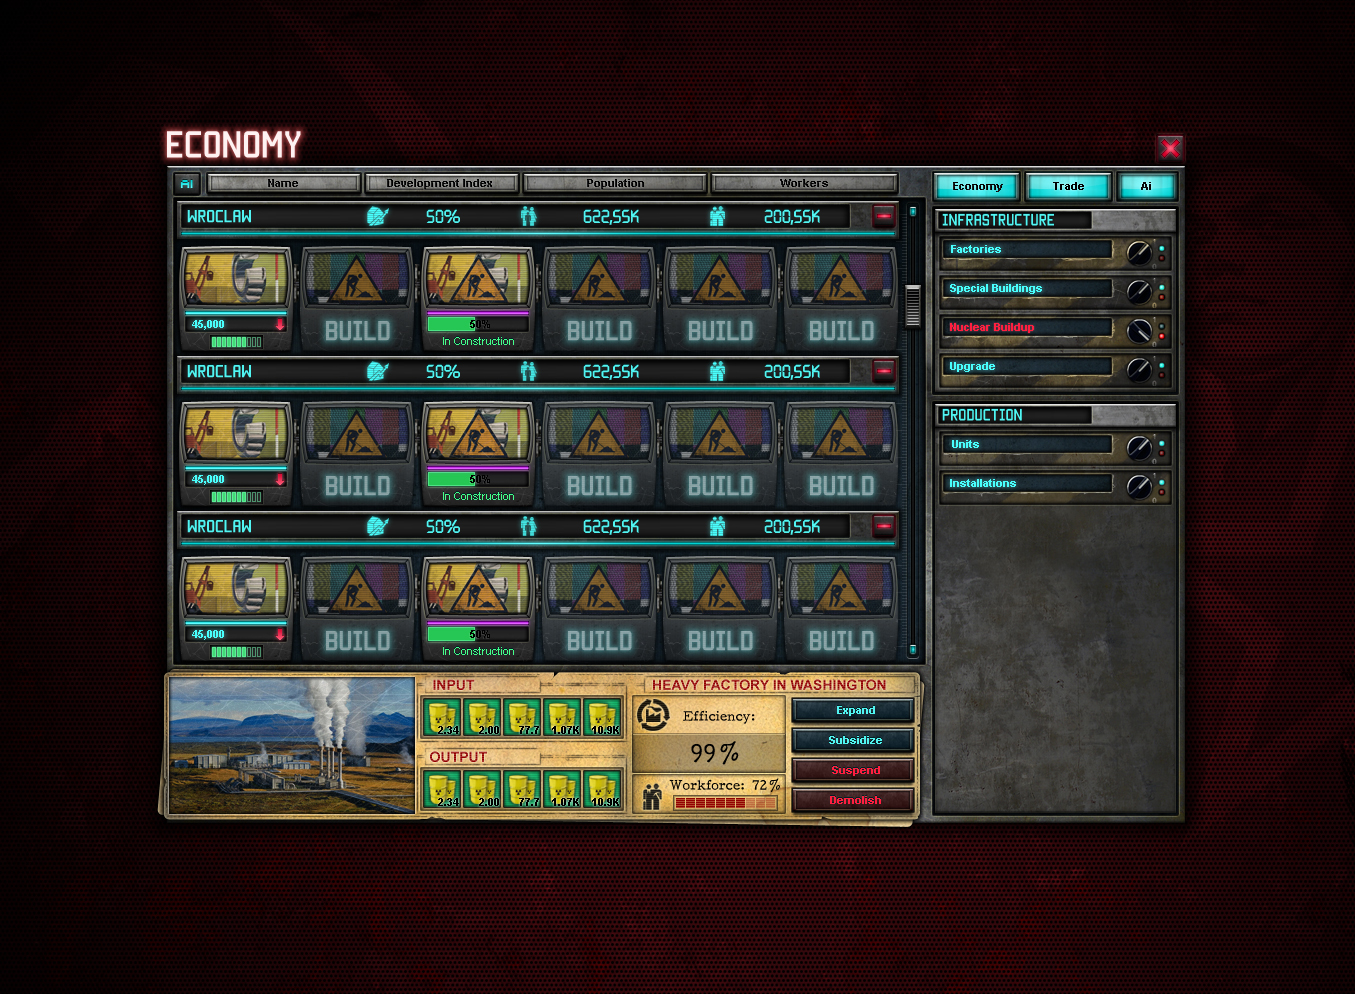 ECONOMY
Ai Name Development Index Population Workers
Economy Trade Ai
WROCLAW 50% 622,55K 200,55K
45,000 BUILD 50% BUILD BUILD BUILD
In Construction
WROCLAW 50% 622,55K 200,55K
45,000 BUILD 50% BUILD BUILD BUILD
In Construction
WROCLAW 50% 622,55K 200,55K
45,000 BUILD 50% BUILD BUILD BUILD
In Construction
INFRASTRUCTURE
Factories
Special Buildings
Nuclear Buildup
Upgrade
PRODUCTION
Units
Installations
INPUT
2.34 2.00 77.7 1.07K 10.9K
OUTPUT
2.34 2.00 77.7 1.07K 10.9K
HEAVY FACTORY IN WASHINGTON
Efficiency:
99%
Workforce: 72%
Expand
Subsidize
Suspend
Demolish